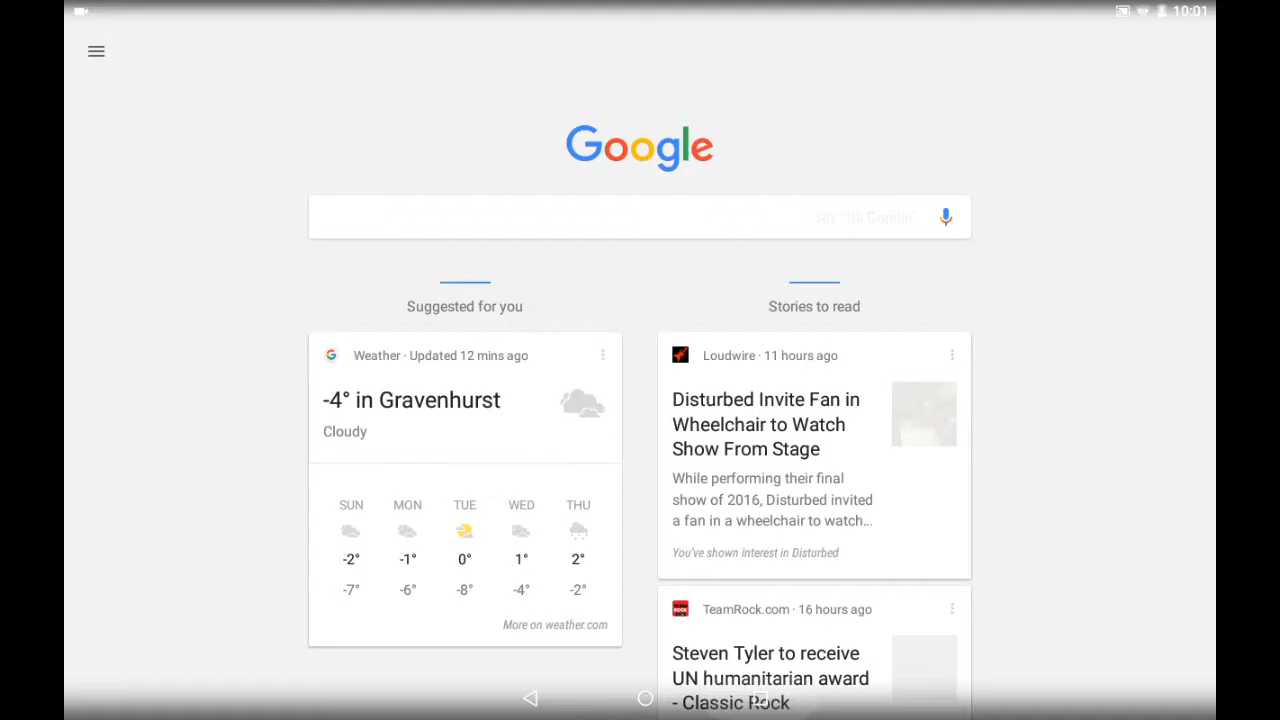 10:01
Google
Say "Ok Google"
Suggested for you
Stories to read
Weather · Updated 12 mins ago
-4° in Gravenhurst
Cloudy
SUN MON TUE WED THU
-2° -1° 0° 1° 2°
-7° -6° -8° -4° -2°
More on weather.com
Loudwire · 11 hours ago
Disturbed Invite Fan in
Wheelchair to Watch
Show From Stage
While performing their final
show of 2016, Disturbed invited
a fan in a wheelchair to watch...
You've shown interest in Disturbed
TeamRock.com · 16 hours ago
Steven Tyler to receive
UN humanitarian award
- Classic Rock